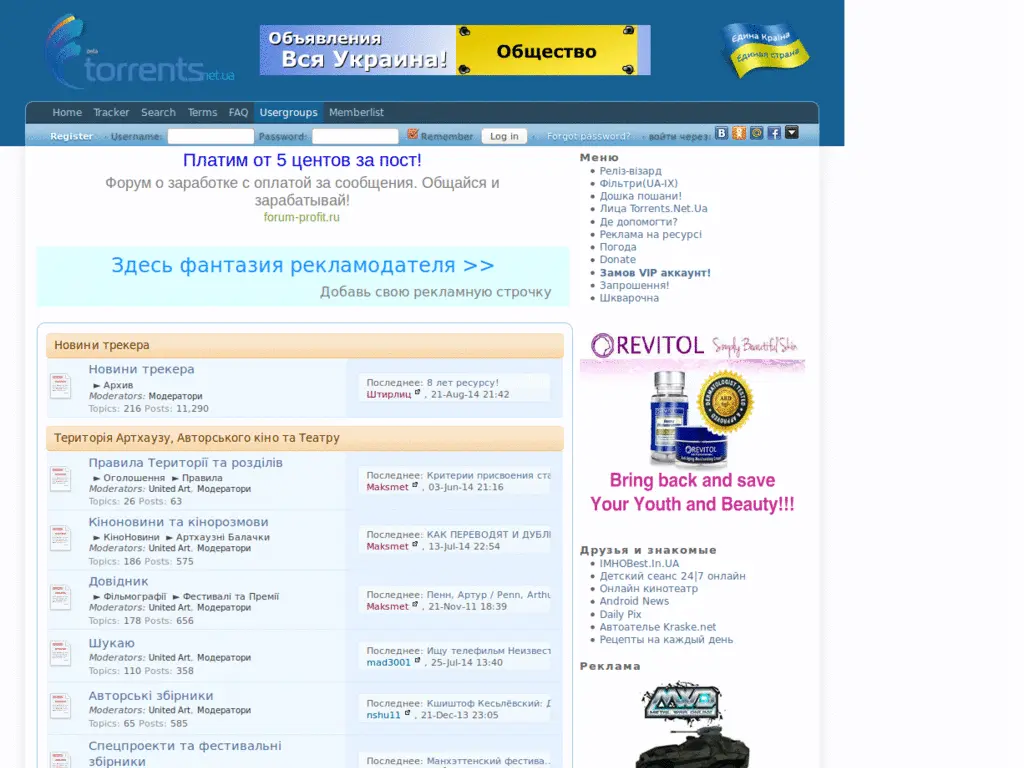 beta
torrents.net.ua
Объявления
Вся Украина!
Общество
Єдина Країна
Единая страна
Home Tracker Search Terms FAQ Usergroups Memberlist
Register · Username: Password: Remember Log in · Forgot password? · войти через:
Платим от 5 центов за пост!
Форум о заработке с оплатой за сообщения. Общайся и
зарабатывай!
forum-profit.ru
Здесь фантазия рекламодателя >>
Добавь свою рекламную строчку
Новини трекера
Новини трекера
► Архив
Moderators: Модератори
Topics: 216 Posts: 11,290
Последнее: 8 лет ресурсу!
Штирлиц , 21-Aug-14 21:42
Територія Артхаузу, Авторського кіно та Театру
Правила Території та розділів
► Оголошення ► Правила
Moderators: United Art, Модератори
Topics: 26 Posts: 63
Последнее: Критерии присвоения ста
Maksmet , 03-Jun-14 21:16
Кіноновини та кінорозмови
► КіноНовини ► Артхаузні Балачки
Moderators: United Art, Модератори
Topics: 186 Posts: 575
Последнее: КАК ПЕРЕВОДЯТ И ДУБЛІ
Maksmet , 13-Jul-14 22:54
Довідник
► Фільмографії ► Фестивалі та Премії
Moderators: United Art, Модератори
Topics: 178 Posts: 656
Последнее: Пенн, Артур / Penn, Arthu
Maksmet , 21-Nov-11 18:39
Шукаю
Moderators: United Art, Модератори
Topics: 110 Posts: 358
Последнее: Ищу телефильм Неизвест
mad3001 , 25-Jul-14 13:40
Авторські збірники
Moderators: United Art, Модератори
Topics: 65 Posts: 585
Последнее: Кшиштоф Кесьлёвский: Д
nshu11 , 21-Dec-13 23:05
Спецпроекти та фестивальні
збірники
Последнее: Манхэттенский фестива..
Меню
Реліз-візард
Фільтри(UA-IX)
Дошка пошани!
Лица Torrents.Net.Ua
Де допомогти?
Реклама на ресурсі
Погода
Donate
Замов VIP аккаунт!
Запрошення!
Шкварочна
REVITOL Simply Beautiful Skin
DERMATOLOGIST TESTED & APPROVED
REVITOL
Bring back and save
Your Youth and Beauty!!!
Друзья и знакомые
IMHOBest.In.UA
Детский сеанс 24|7 онлайн
Онлайн кинотеатр
Android News
Daily Pix
Автоателье Kraske.net
Рецепты на каждый день
Реклама
MWO
METAL WAR ONLINE